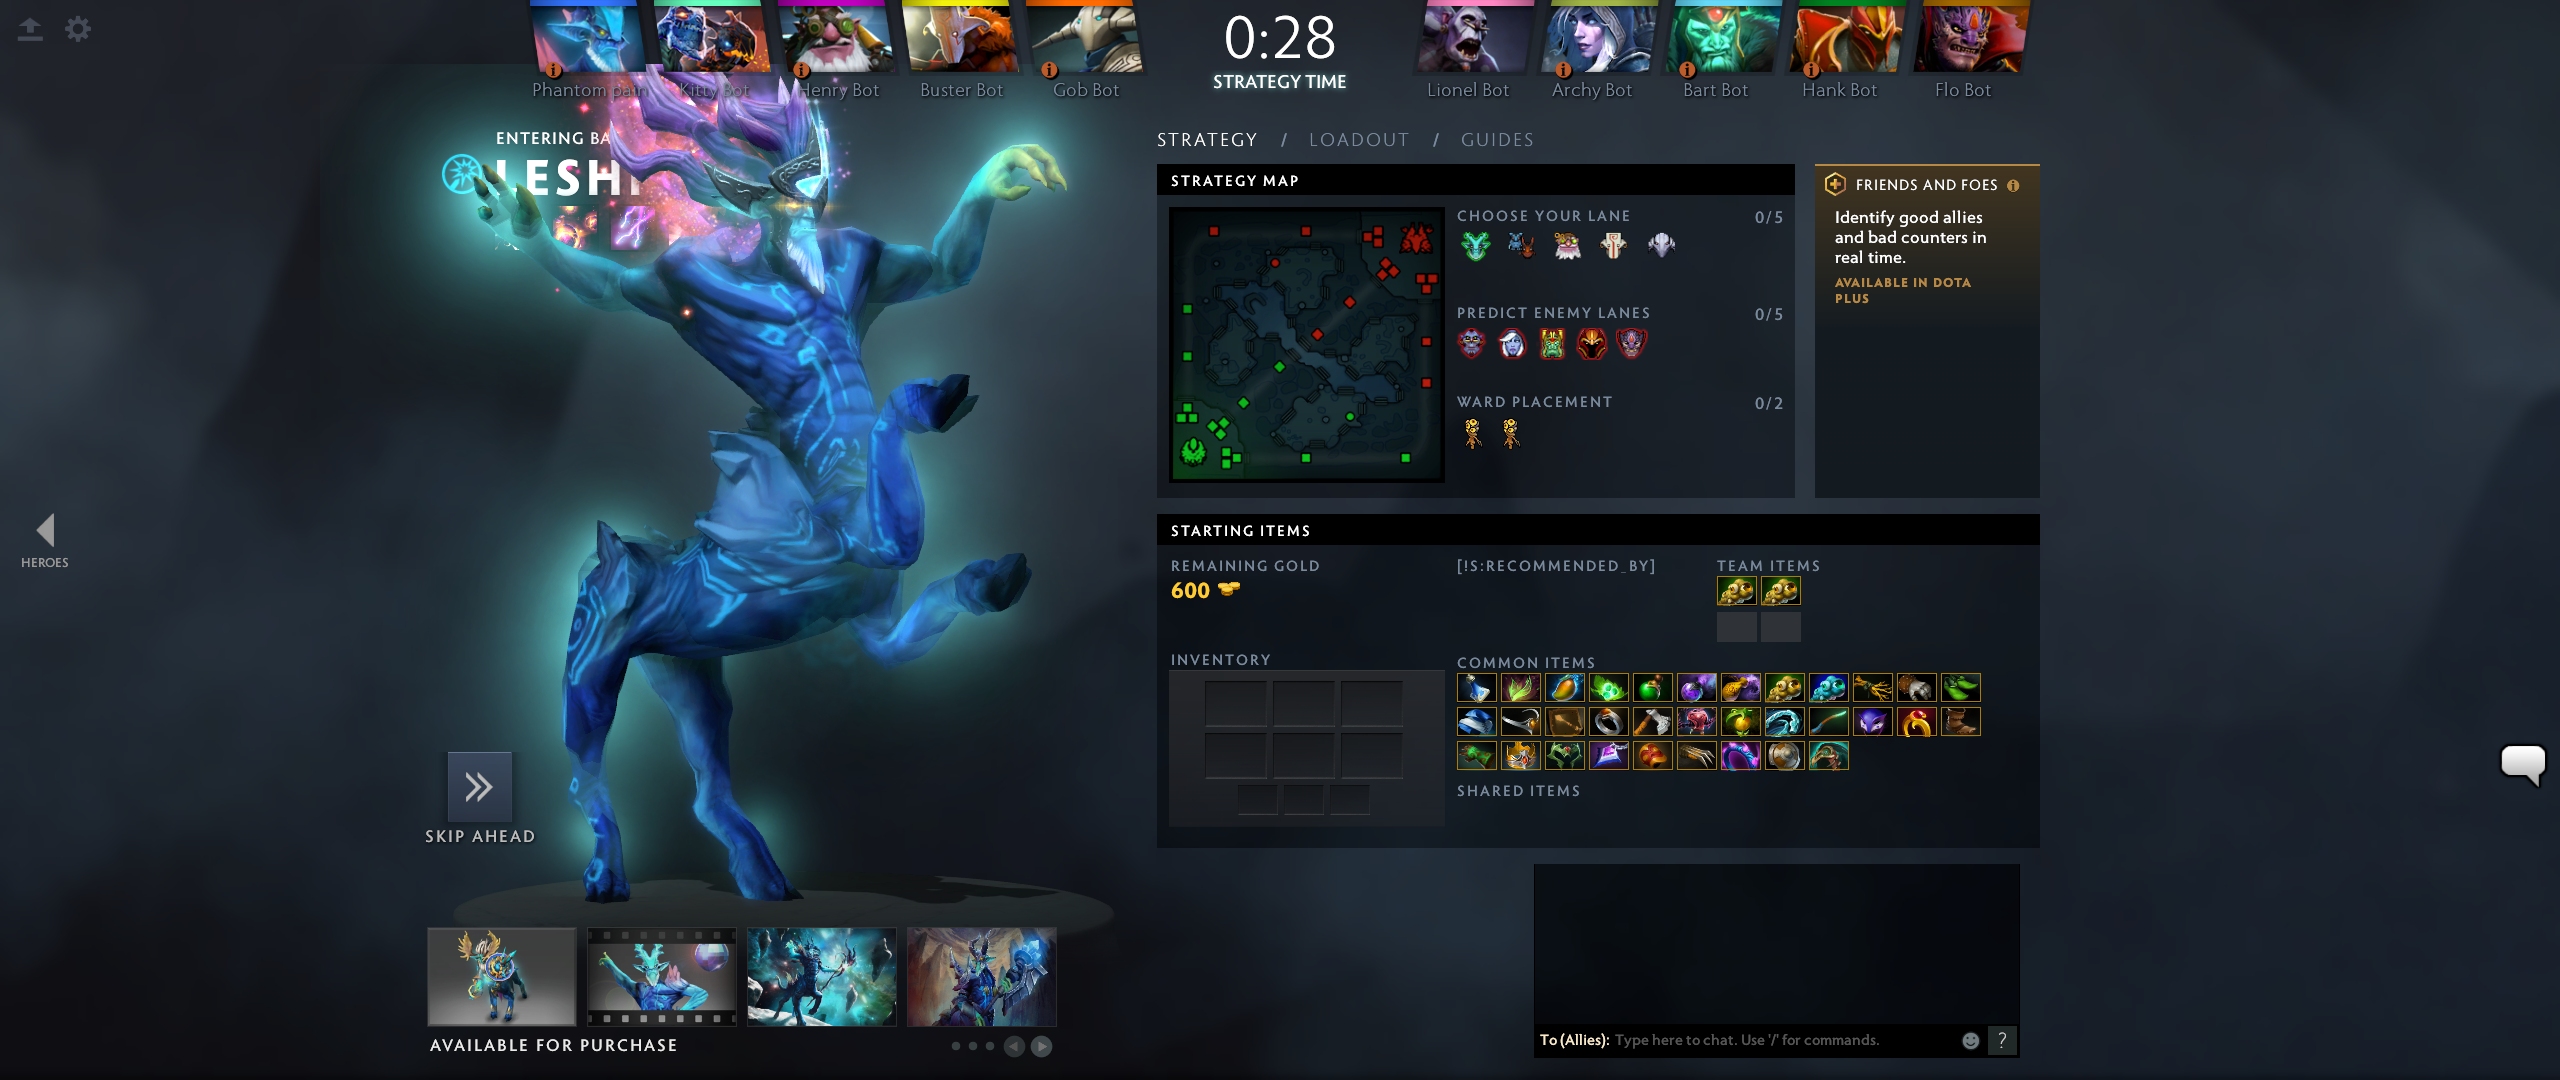 0:28
STRATEGY TIME
Phantom pain
Kitty Bot
Henry Bot
Buster Bot
Gob Bot
Lionel Bot
Archy Bot
Bart Bot
Hank Bot
Flo Bot
ENTERING BA
LESH
STRATEGY / LOADOUT / GUIDES
STRATEGY MAP
CHOOSE YOUR LANE 0/5
PREDICT ENEMY LANES 0/5
WARD PLACEMENT 0/2
FRIENDS AND FOES
Identify good allies
and bad counters in
real time.
AVAILABLE IN DOTA
PLUS
HEROES
STARTING ITEMS
REMAINING GOLD
600
[!S:RECOMMENDED_BY]
TEAM ITEMS
INVENTORY
COMMON ITEMS
SHARED ITEMS
SKIP AHEAD
AVAILABLE FOR PURCHASE
To (Allies): Type here to chat. Use '/' for commands.
?